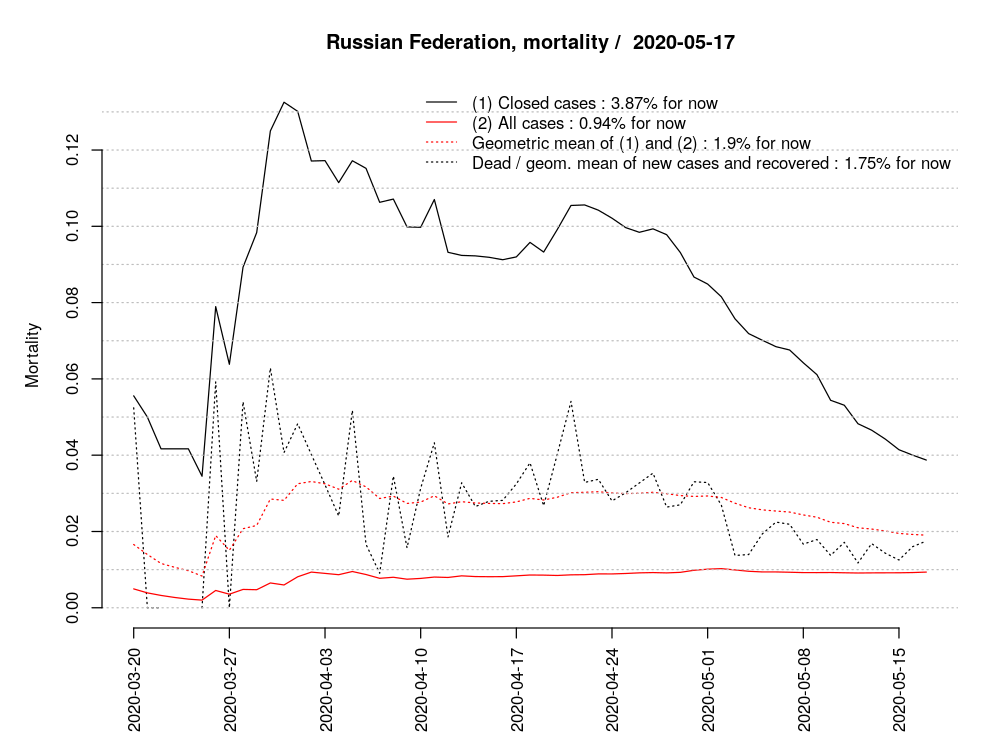 Russian Federation, mortality /  2020-05-17
(1) Closed cases : 3.87% for now
(2) All cases : 0.94% for now
Geometric mean of (1) and (2) : 1.9% for now
Dead / geom. mean of new cases and recovered : 1.75% for now
Mortality
0.12
0.10
0.08
0.06
0.04
0.02
0.00
2020-03-20
2020-03-27
2020-04-03
2020-04-10
2020-04-17
2020-04-24
2020-05-01
2020-05-08
2020-05-15